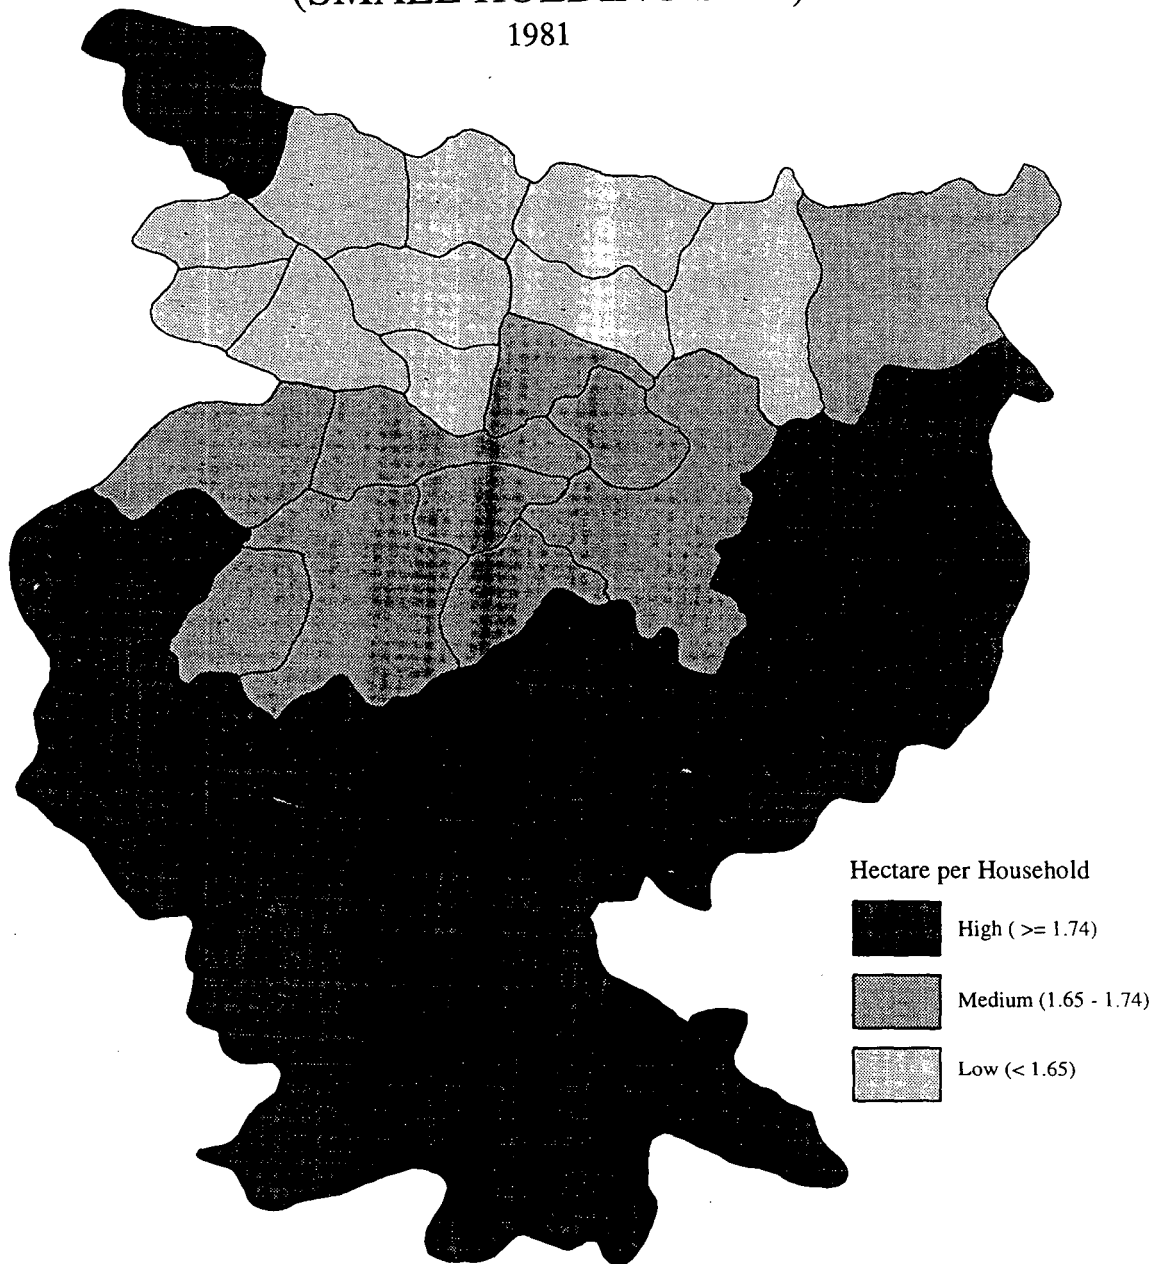 1981
Hectare per Household
High ( >= 1.74)
Medium (1.65 - 1.74)
Low (< 1.65)